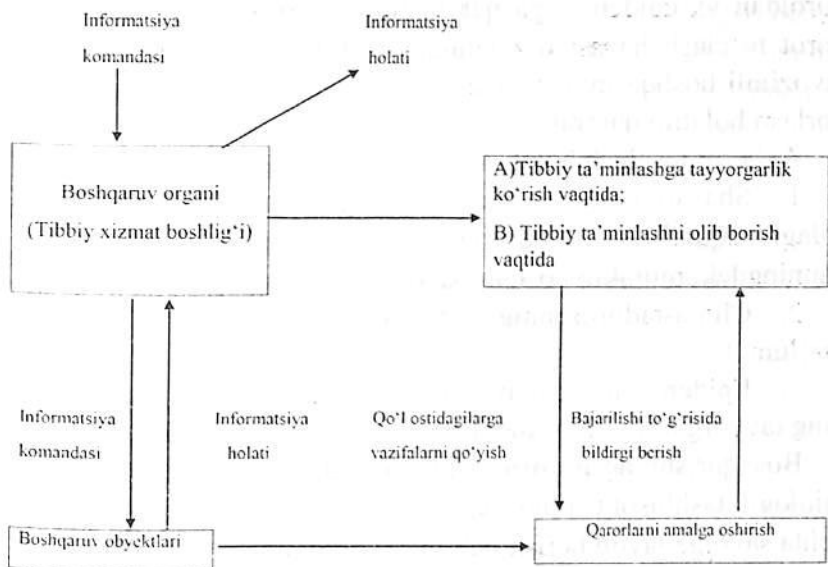 Informatsiya
komandasi
Informatsiya
holati
Boshqaruv organi
(Tibbiy xizmat boshlig‘i)
A)Tibbiy ta’minlashga tayyorgarlik
ko‘rish vaqtida;
B) Tibbiy ta’minlashni olib borish
vaqtida
Informatsiya
komandasi
Informatsiya
holati
Qo‘l ostidagilarga
vazifalarni qo‘yish
Bajarilishi to‘g‘risida
bildirgi berish
Boshqaruv obyektlari
Qarorlarni amalga oshirish